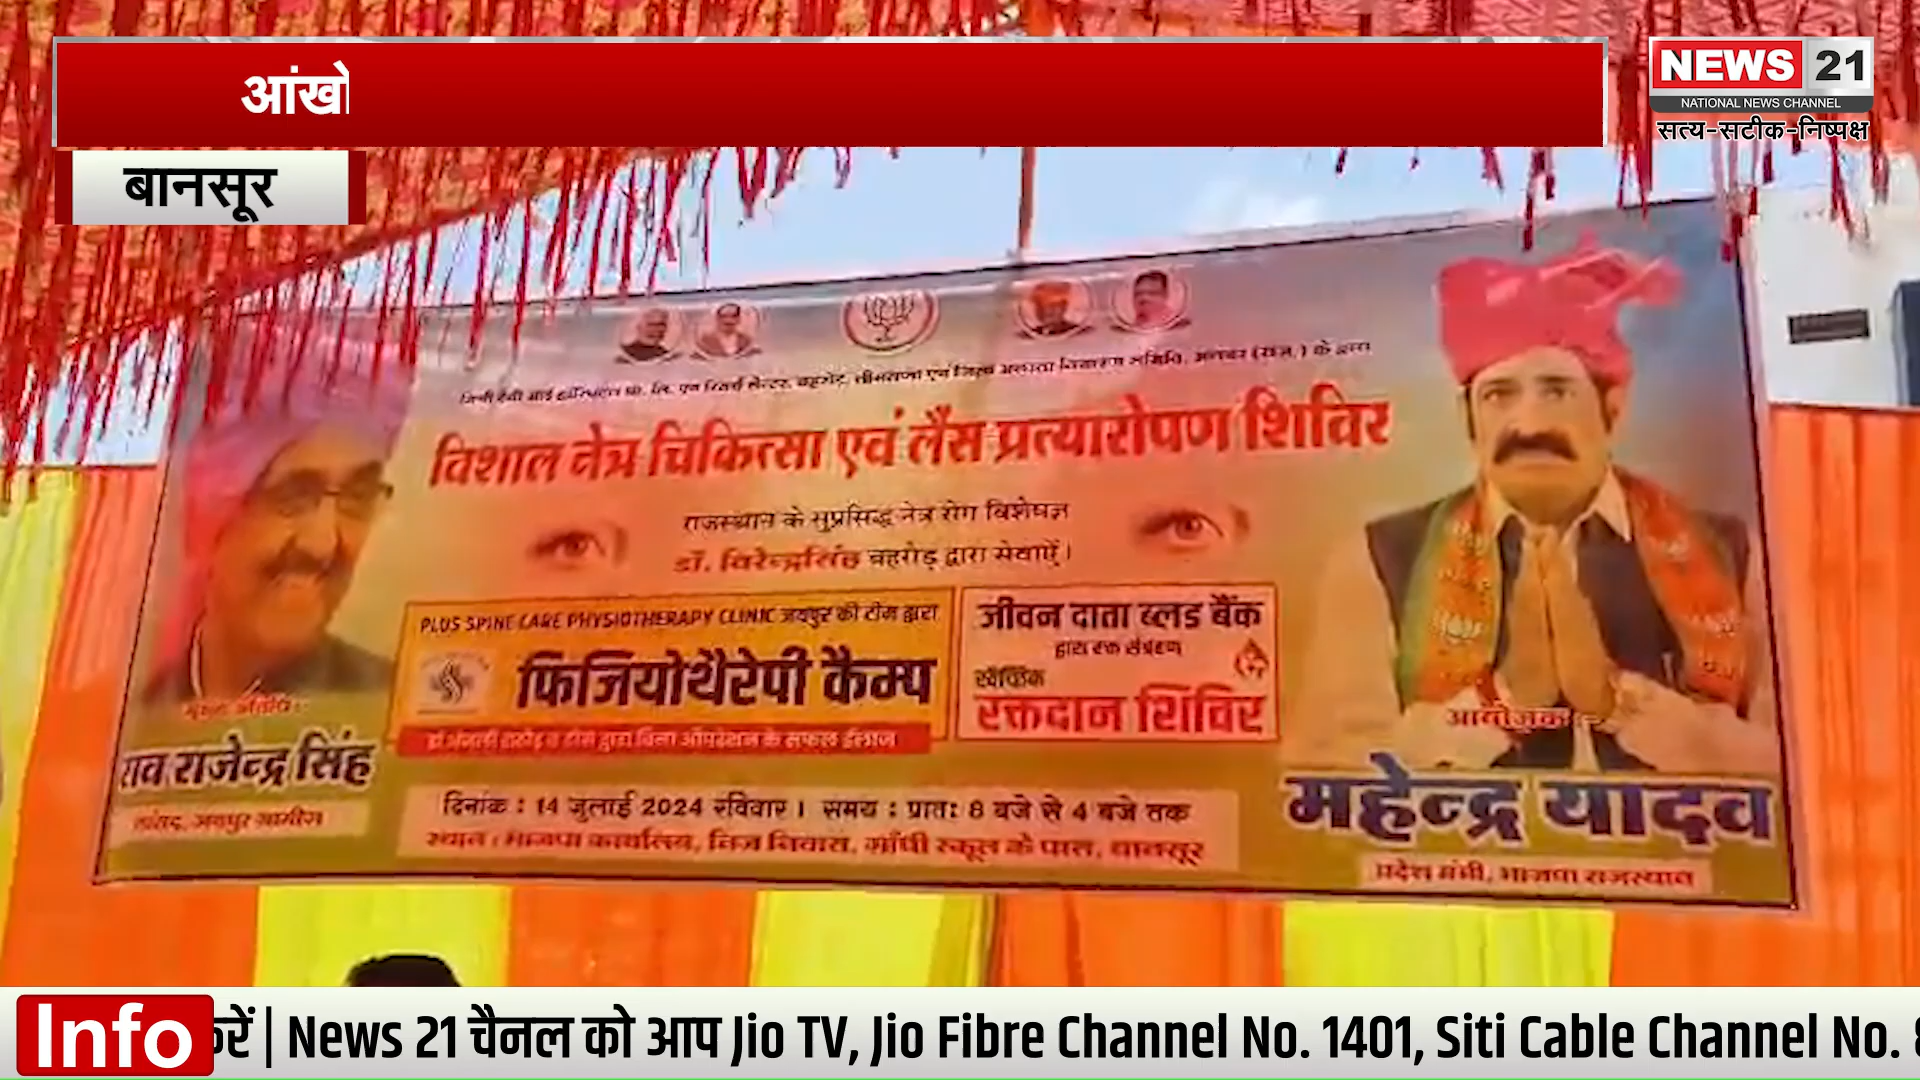 आंखो
NEWS 21
NATIONAL NEWS CHANNEL
सत्य-सटीक-निष्पक्ष
बानसूर
विशाल नेत्र चिकित्सा एवं लैंस प्रत्यारोपण शिविर
राजस्थान के सुप्रसिद्ध नेत्र रोग विशेषज्ञ
डॉ. विरेन्द्रसिंह बहरोड़ द्वारा सेवाऐं।
PLUS SPINE CARE PHYSIOTHERAPY CLINIC जयपुर की टीम द्वारा
फिजियोथैरेपी कैम्प
जीवन दाता ब्लड बैंक
द्वारा रक्त संग्रहण
स्वैच्छिक
रक्तदान शिविर
मुख्य अतिथि
राव राजेन्द्र सिंह
सांसद, जयपुर ग्रामीण
आयोजक
महेन्द्र यादव
प्रदेश मंत्री, भाजपा राजस्थान
दिनांक : 14 जुलाई 2024 रविवार। समय : प्रातः 8 बजे से 4 बजे तक
स्थान : भाजपा कार्यालय, निज निवास, गाँधी स्कूल के पास, बानसूर
Info
करें | News 21 चैनल को आप Jio TV, Jio Fibre Channel No. 1401, Siti Cable Channel No.